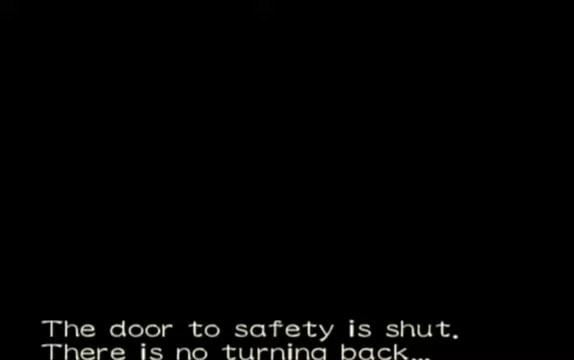 The door to safety is shut.
There is no turning back...